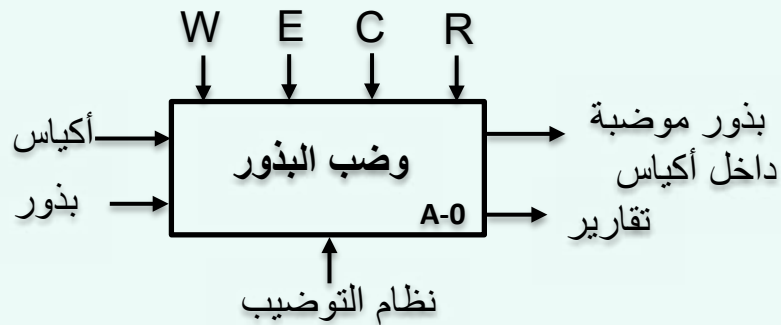 W E C R
أكياس
بذور
وضب البذور
A-0
بذور موضبة
داخل أكياس
تقارير
نظام التوضيب